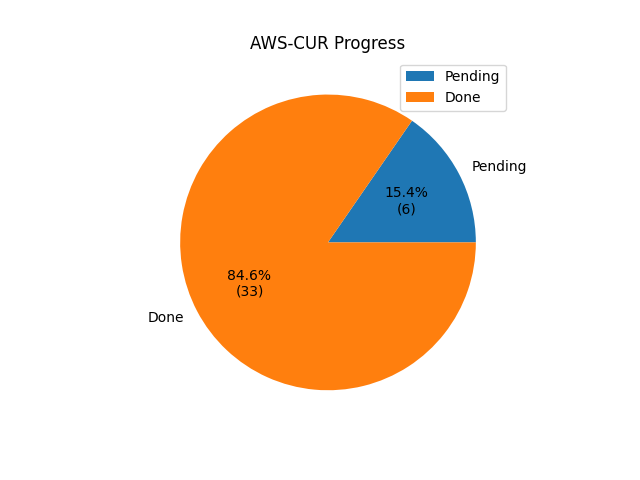 AWS-CUR Progress
Pending
Done
Pending
15.4%
(6)
84.6%
(33)
Done